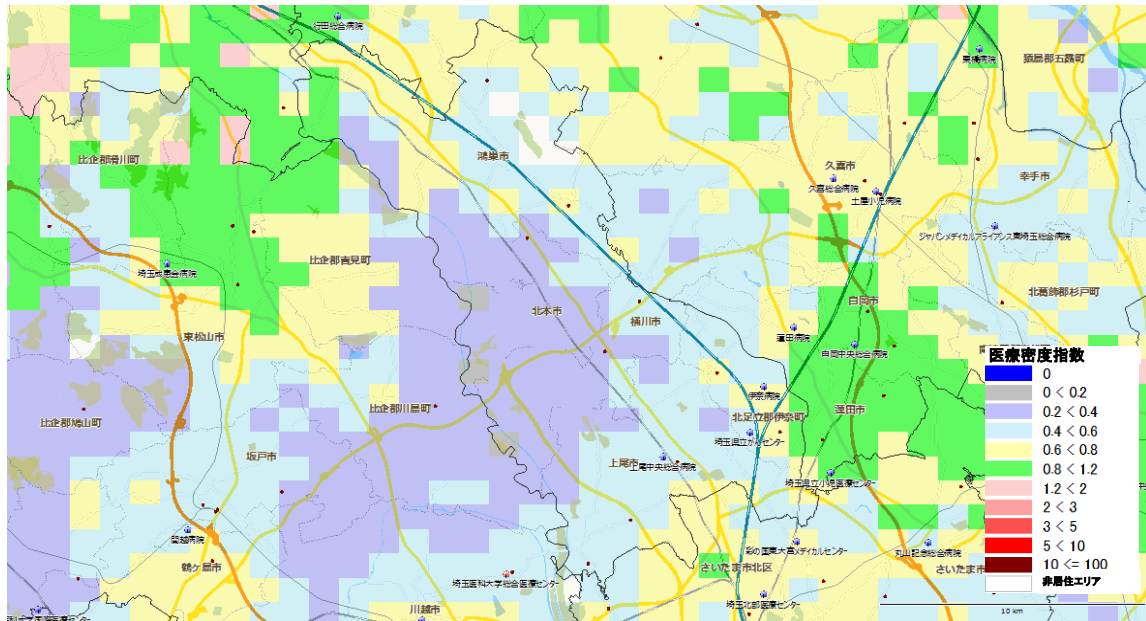 行田総合病院
栗橋病院
猿島郡五霞町
比企郡滑川町
鴻巣市
久喜市
久喜総合病院
土屋小児病院
幸手市
ジャパンメディカルアライアンス東埼玉総合病院
比企郡吉見町
埼玉成恵会病院
北葛飾郡杉戸町
白岡市
北本市
桶川市
東松山市
蓮田病院
白岡中央総合病院
医療密度指数
0
0 < 0.2
0.2 < 0.4
0.4 < 0.6
0.6 < 0.8
0.8 < 1.2
1.2 < 2
2 < 3
3 < 5
5 < 10
10 <= 100
非居住エリア
伊奈病院
比企郡川島町
北足立郡伊奈町
蓮田市
比企郡鳩山町
埼玉県立がんセンター
坂戸市
上尾市
上尾中央総合病院
埼玉県立小児医療センター
関越病院
彩の国東大宮メディカルセンター
丸山記念総合病院
鶴ヶ島市
さいたま市北区
さいたま市
埼玉医科大学総合医療センター
埼玉北部医療センター
川越市
10 km